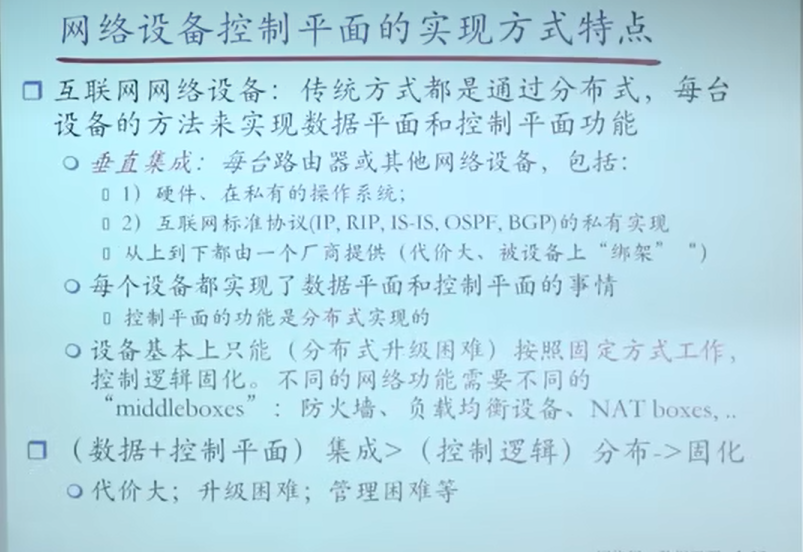 网络设备控制平面的实现方式特点
互联网网络设备：传统方式都是通过分布式，每台
设备的方法来实现数据平面和控制平面功能
垂直集成：每台路由器或其他网络设备，包括：
1）硬件、在私有的操作系统；
2）互联网标准协议(IP, RIP, IS-IS, OSPF, BGP)的私有实现
从上到下都由一个厂商提供（代价大、被设备上“绑架”“）
每个设备都实现了数据平面和控制平面的事情
控制平面的功能是分布式实现的
设备基本上只能（分布式升级困难）按照固定方式工作，
控制逻辑固化。不同的网络功能需要不同的
“middleboxes”：防火墙、负载均衡设备、NAT boxes, ..
（数据+控制平面）集成>（控制逻辑）分布->固化
代价大；升级困难；管理困难等